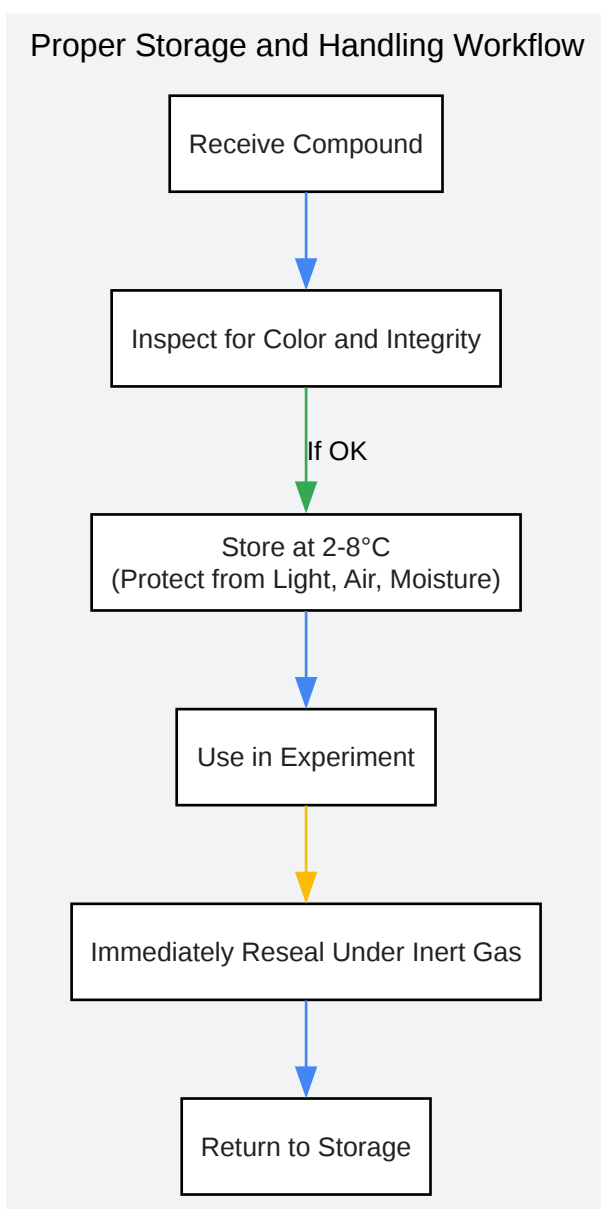 Proper Storage and Handling Workflow
Receive Compound
Inspect for Color and Integrity
If OK
Store at 2-8°C
(Protect from Light, Air, Moisture)
Use in Experiment
Immediately Reseal Under Inert Gas
Return to Storage